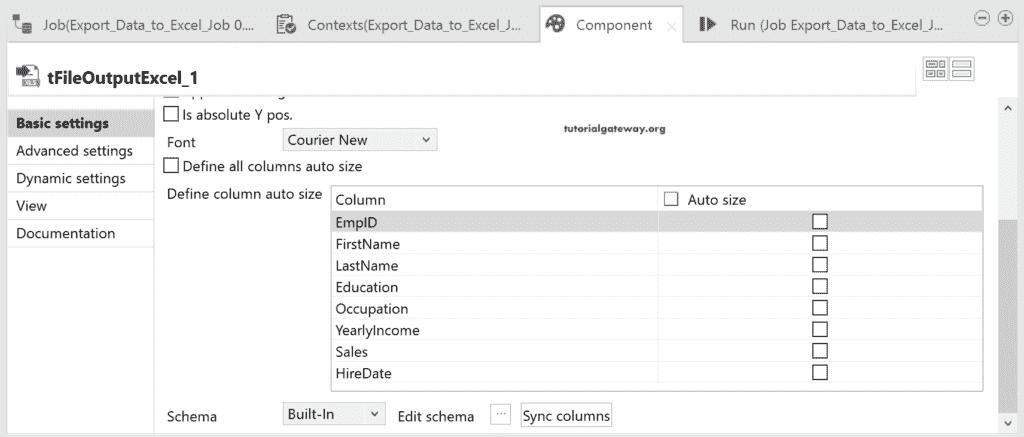 Job(Export_Data_to_Excel_Job 0.... Contexts(Export_Data_to_Excel_J... Component Run (Job Export_Data_to_Excel_J...
tFileOutputExcel_1
Basic settings
Advanced settings
Dynamic settings
View
Documentation
Is absolute Y pos.
tutorialgateway.org
Font Courier New
Define all columns auto size
Define column auto size
Column Auto size
EmpID
FirstName
LastName
Education
Occupation
YearlyIncome
Sales
HireDate
Schema Built-In Edit schema ... Sync columns